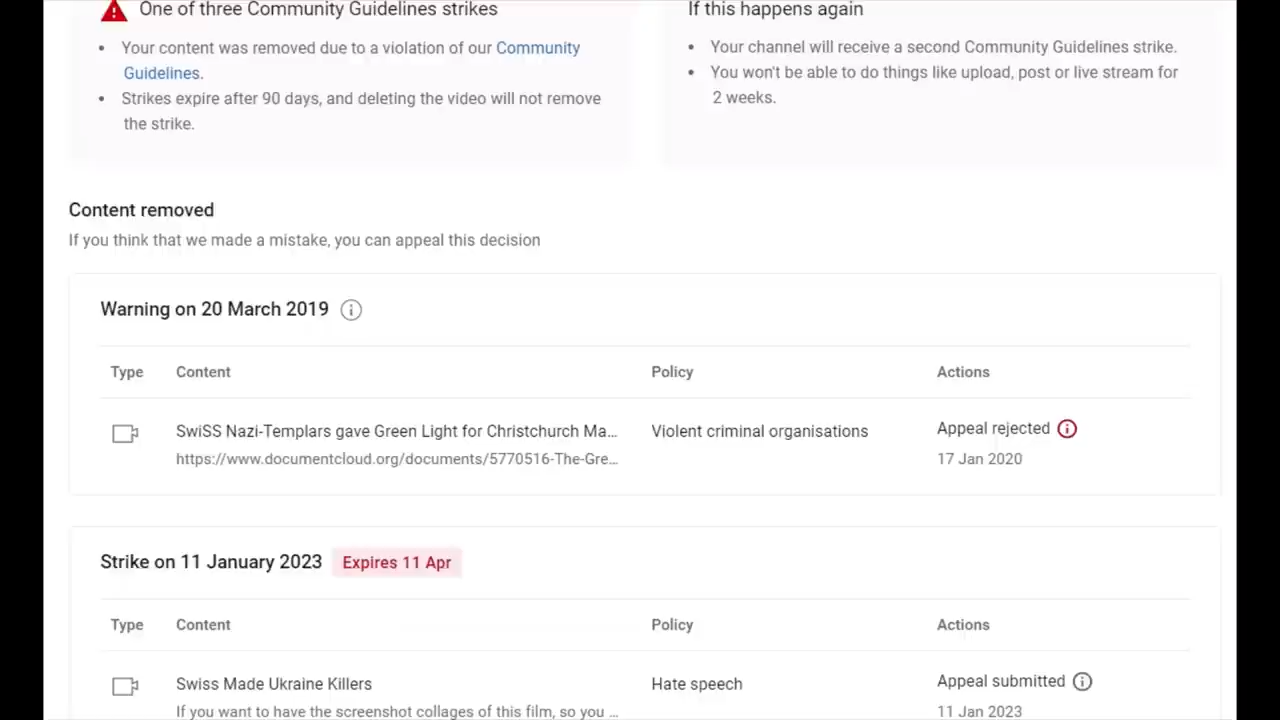 One of three Community Guidelines strikes
• Your content was removed due to a violation of our Community
Guidelines.
• Strikes expire after 90 days, and deleting the video will not remove
the strike.
If this happens again
• Your channel will receive a second Community Guidelines strike.
• You won't be able to do things like upload, post or live stream for
2 weeks.
Content removed
If you think that we made a mistake, you can appeal this decision
Warning on 20 March 2019
Type Content Policy Actions
SwiSS Nazi-Templars gave Green Light for Christchurch Ma... Violent criminal organisations Appeal rejected
https://www.documentcloud.org/documents/5770516-The-Gre... 17 Jan 2020
Strike on 11 January 2023 Expires 11 Apr
Type Content Policy Actions
Swiss Made Ukraine Killers Hate speech Appeal submitted
If you want to have the screenshot collages of this film, so you ... 11 Jan 2023